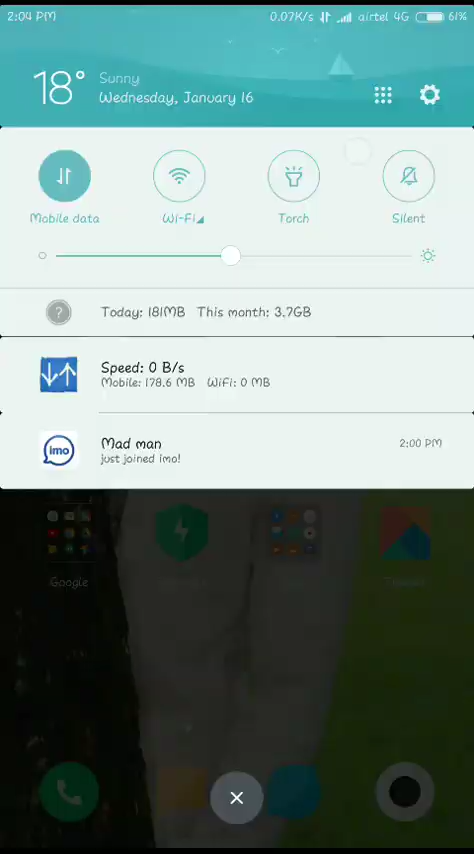 2:04 PM 0.07K/s airtel 4G 61%
18° Sunny
Wednesday, January 16
Mobile data Wi-Fi Torch Silent
Today: 181MB This month: 3.7GB
Speed: 0 B/s
Mobile: 178.6 MB WiFi: 0 MB
imo Mad man 2:00 PM
just joined imo!
Google